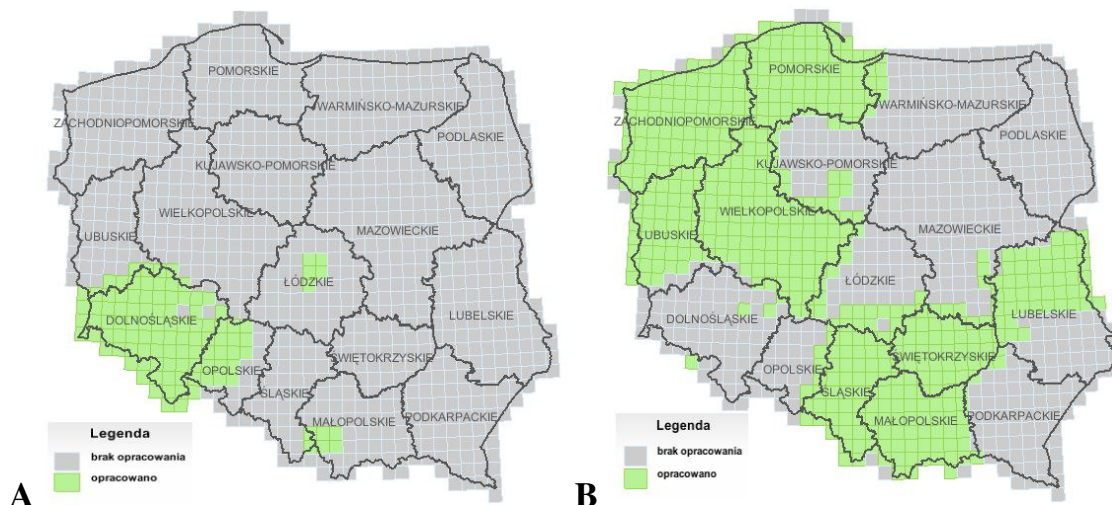 POMORSKIE
WARMIŃSKO-MAZURSKIE
ZACHODNIOPOMORSKIE
PODLASKIE
KUJAWSKO-POMORSKIE
WIELKOPOLSKIE
MAZOWIECKIE
LUBUSKIE
ŁÓDZKIE
DOLNOŚLĄSKIE
LUBELSKIE
OPOLSKIE
ŚWIĘTOKRZYSKIE
ŚLĄSKIE
MAŁOPOLSKIE
PODKARPACKIE
Legenda
brak opracowania
opracowano
A
POMORSKIE
WARMIŃSKO-MAZURSKIE
ZACHODNIOPOMORSKIE
PODLASKIE
KUJAWSKO-POMORSKIE
WIELKOPOLSKIE
MAZOWIECKIE
LUBUSKIE
ŁÓDZKIE
DOLNOŚLĄSKIE
LUBELSKIE
OPOLSKIE
ŚWIĘTOKRZYSKIE
ŚLĄSKIE
MAŁOPOLSKIE
PODKARPACKIE
Legenda
brak opracowania
opracowano
B